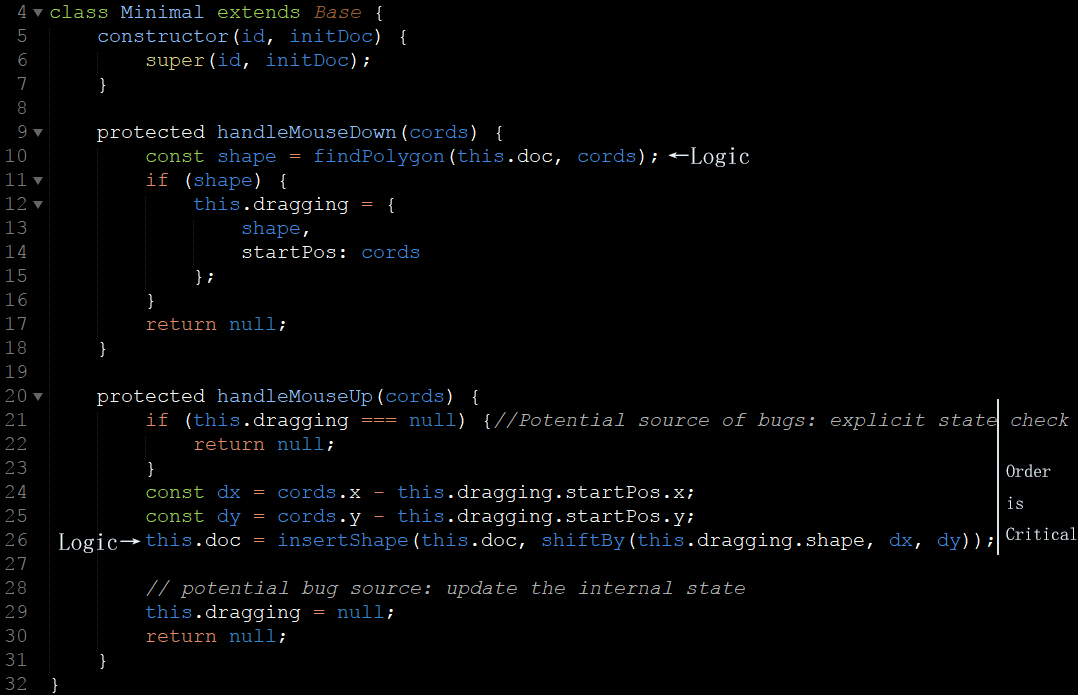 4 class Minimal extends Base {
5 constructor(id, initDoc) {
6 super(id, initDoc);
7 }
8
9 protected handleMouseDown(cords) {
10 const shape = findPolygon(this.doc, cords); ←Logic
11 if (shape) {
12 this.dragging = {
13 shape,
14 startPos: cords
15 };
16 }
17 return null;
18 }
19
20 protected handleMouseUp(cords) {
21 if (this.dragging === null) {//Potential source of bugs: explicit state check
22 return null;
23 }
Order
24 const dx = cords.x - this.dragging.startPos.x;
is
25 const dy = cords.y - this.dragging.startPos.y;
Critical
26 Logic→this.doc = insertShape(this.doc, shiftBy(this.dragging.shape, dx, dy));
27
28 // potential bug source: update the internal state
29 this.dragging = null;
30 return null;
31 }
32 }